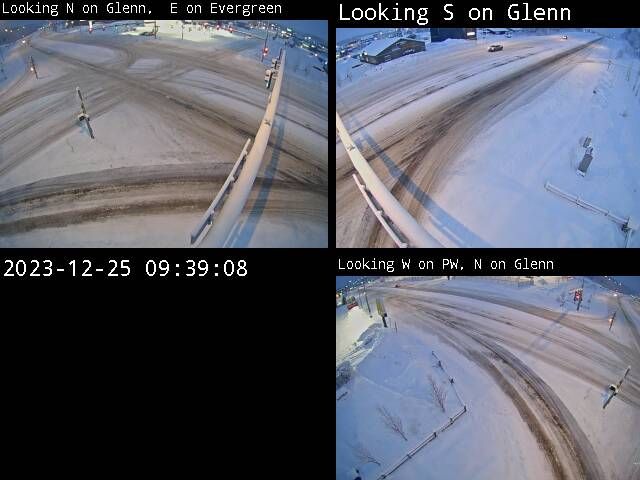 Looking N on Glenn, E on Evergreen
Looking S on Glenn
2023-12-25 09:39:08
Looking W on PW, N on Glenn